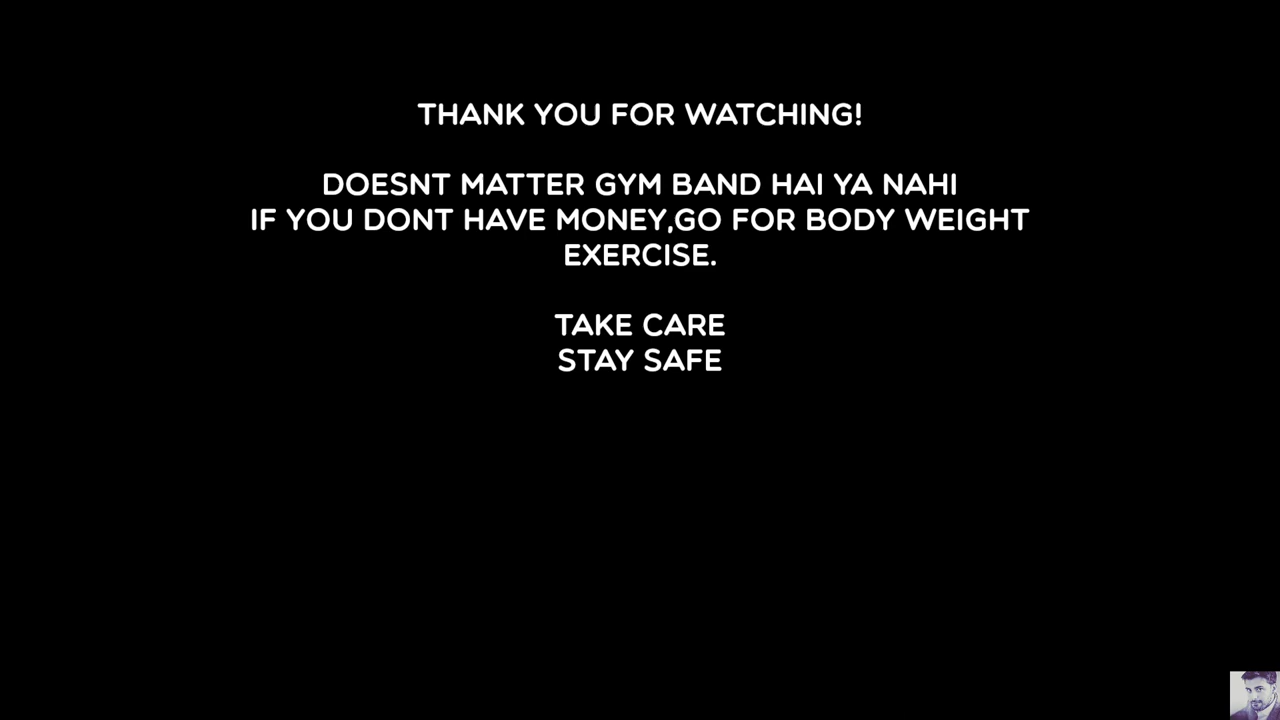 THANK YOU FOR WATCHING!
DOESNT MATTER GYM BAND HAI YA NAHI
IF YOU DONT HAVE MONEY,GO FOR BODY WEIGHT
EXERCISE.
TAKE CARE
STAY SAFE